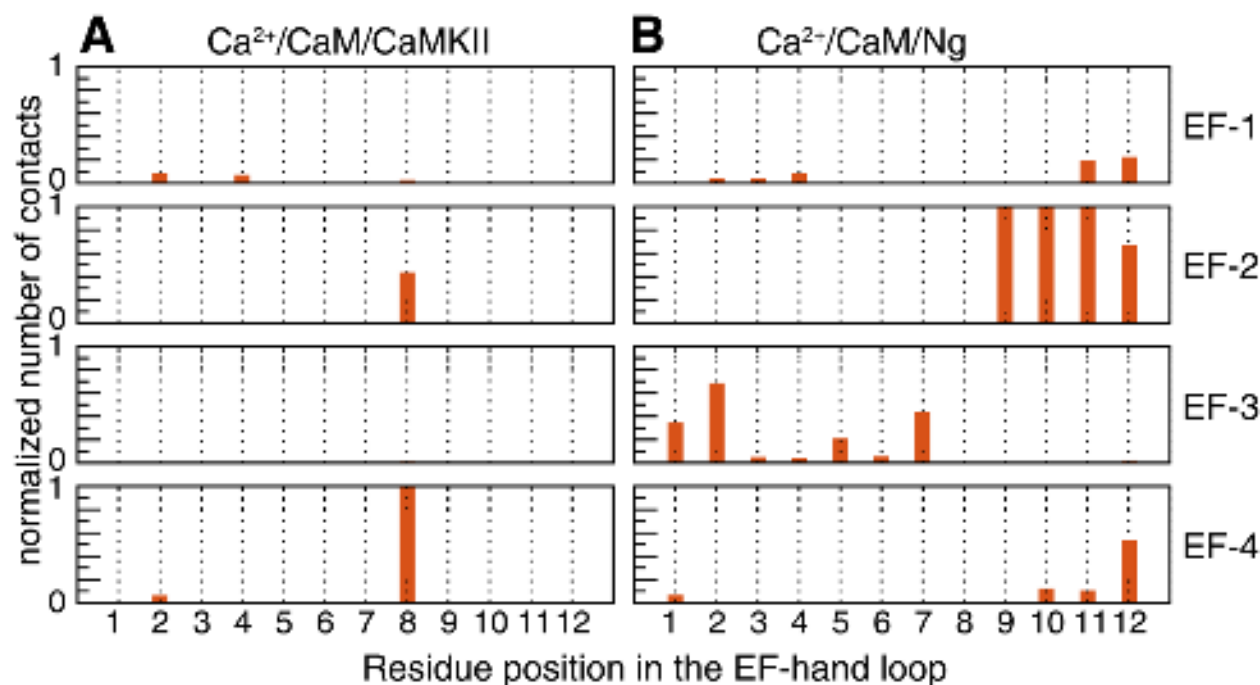 A Ca²⁺/CaM/CaMKII
B Ca²⁺/CaM/Ng
normalized number of contacts
1
0
1
0
1
0
1
0
EF-1
EF-2
EF-3
EF-4
1 2 3 4 5 6 7 8 9 10 11 12
1 2 3 4 5 6 7 8 9 10 11 12
Residue position in the EF-hand loop